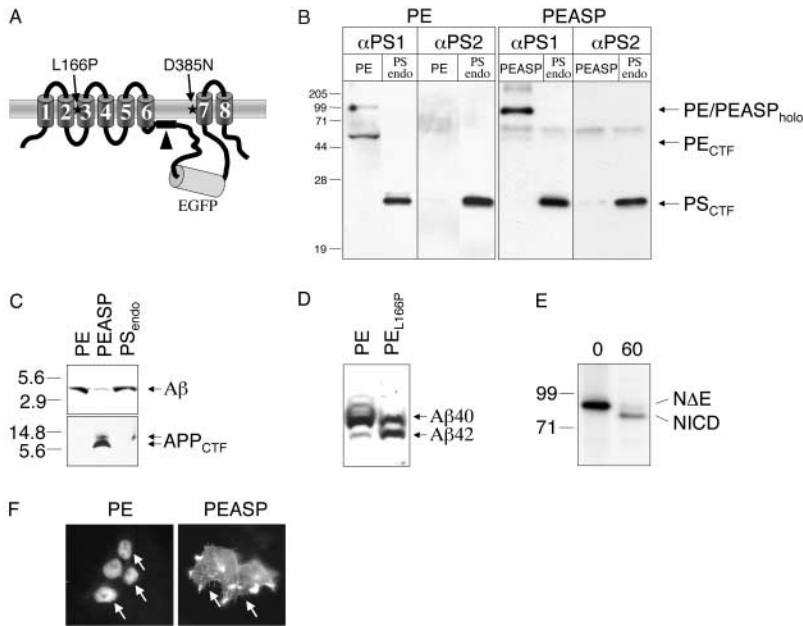 A
L166P
D385N
1 2 3 4 5 6 7 8
EGFP
B
PE
PEASP
αPS1
αPS2
αPS1
αPS2
PE
PS endo
PE
PS endo
PEASP
PS endo
PEASP
PS endo
205
99
71
44
28
19
PE/PEASPholo
PECTF
PSCTF
C
PE
PEASP
PSendo
5.6
2.9
Aβ
14.8
5.6
APPCTF
D
PE
PEL166P
Aβ40
Aβ42
E
0 60
99
71
NΔE
NICD
F
PE
PEASP